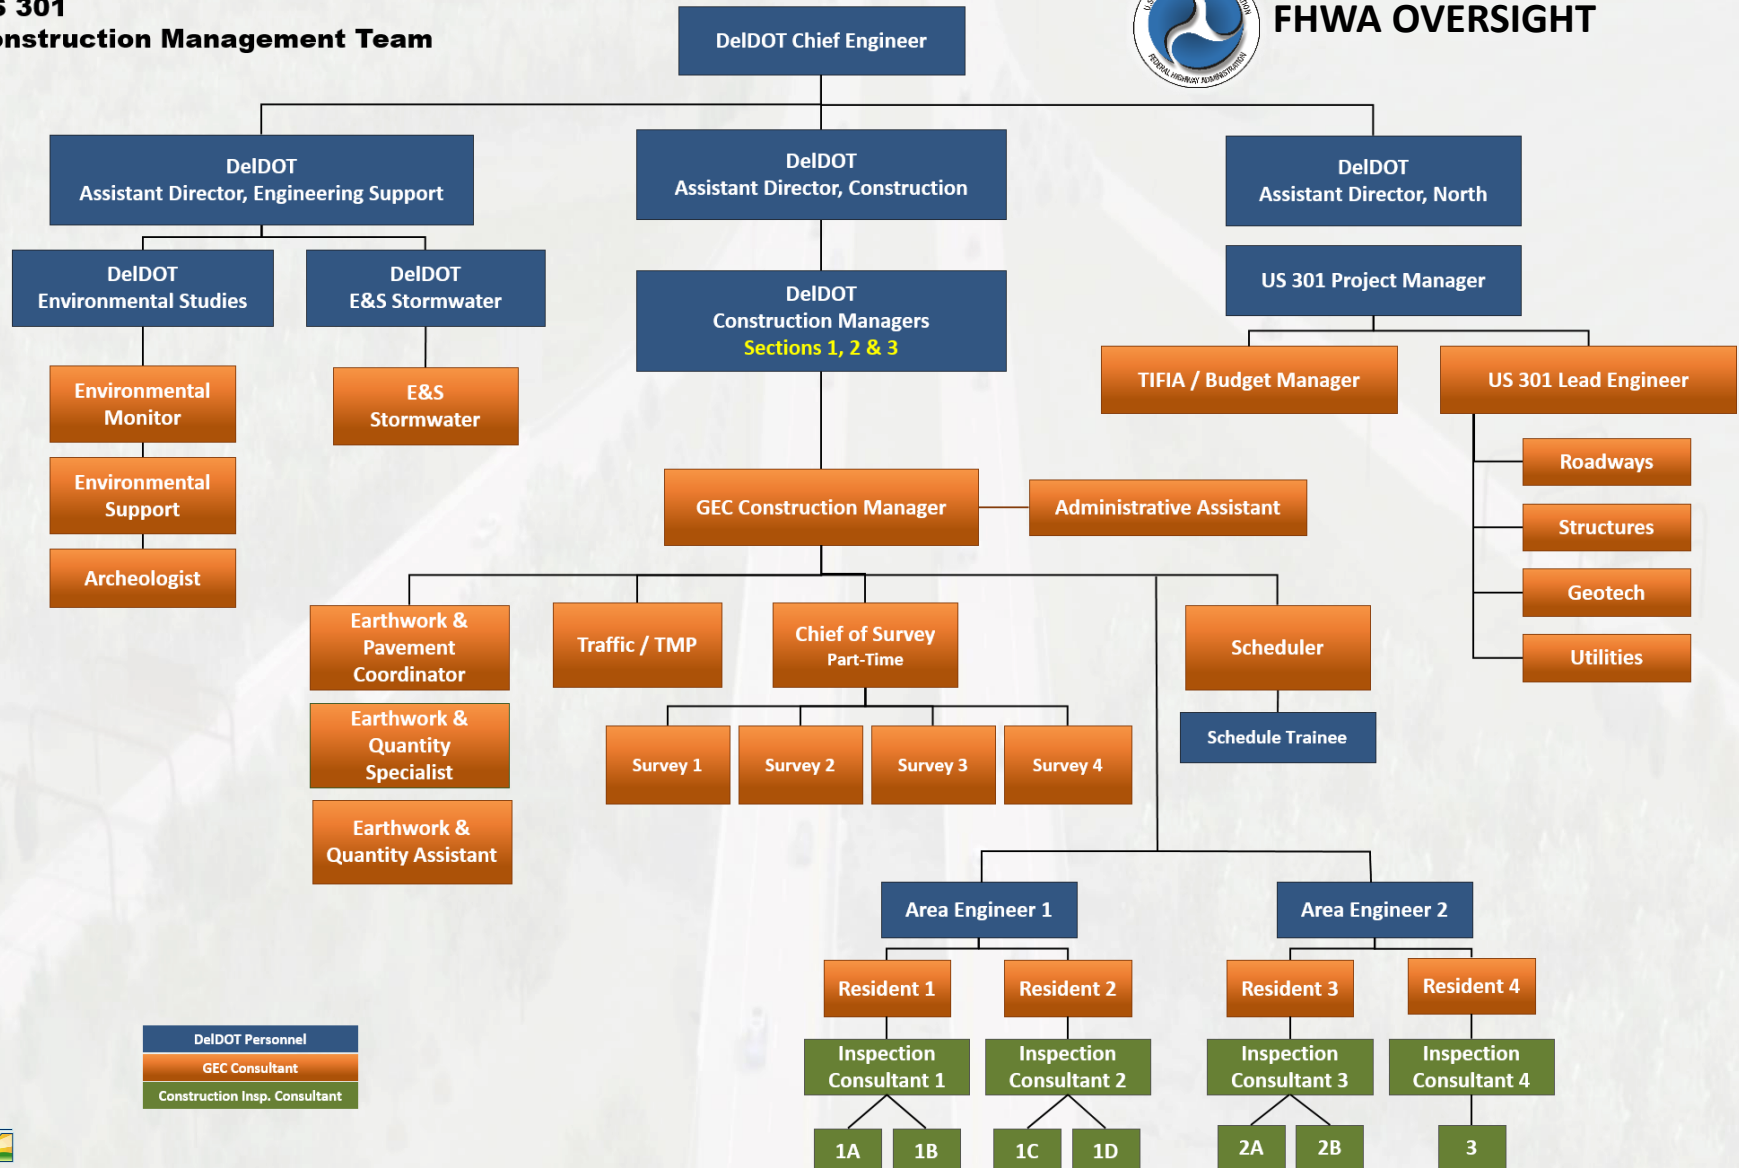 S 301
onstruction Management Team
DelDOT Chief Engineer
FEDERAL HIGHWAY ADMINISTRATION
FHWA OVERSIGHT
DelDOT
Assistant Director, Engineering Support
DelDOT
Assistant Director, Construction
DelDOT
Assistant Director, North
DelDOT
Environmental Studies
DelDOT
E&S Stormwater
DelDOT
Construction Managers
Sections 1, 2 & 3
US 301 Project Manager
Environmental
Monitor
E&S
Stormwater
TIFIA / Budget Manager
US 301 Lead Engineer
Environmental
Support
Archeologist
GEC Construction Manager
Administrative Assistant
Roadways
Structures
Geotech
Utilities
Earthwork &
Pavement
Coordinator
Traffic / TMP
Chief of Survey
Part-Time
Scheduler
Earthwork &
Quantity
Specialist
Survey 1
Survey 2
Survey 3
Survey 4
Schedule Trainee
Earthwork &
Quantity Assistant
Area Engineer 1
Area Engineer 2
Resident 1
Resident 2
Resident 3
Resident 4
Inspection
Consultant 1
Inspection
Consultant 2
Inspection
Consultant 3
Inspection
Consultant 4
1A
1B
1C
1D
2A
2B
3
DelDOT Personnel
GEC Consultant
Construction Insp. Consultant